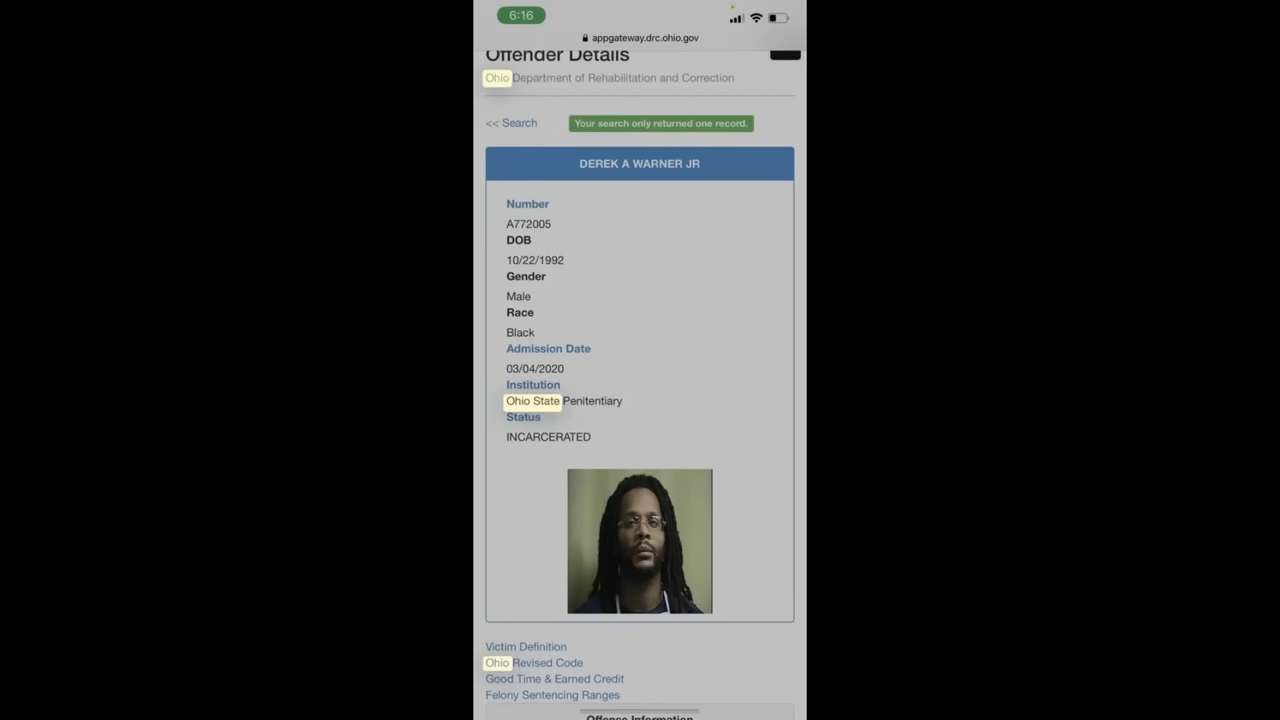 6:16
appgateway.drc.ohio.gov
Offender Details
Ohio Department of Rehabilitation and Correction
<< Search
Your search only returned one record.
DEREK A WARNER JR
Number
A772005
DOB
10/22/1992
Gender
Male
Race
Black
Admission Date
03/04/2020
Institution
Ohio State Penitentiary
Status
INCARCERATED
Victim Definition
Ohio Revised Code
Good Time & Earned Credit
Felony Sentencing Ranges
Offense Information